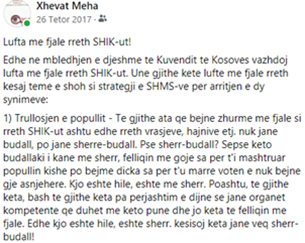 Xhevat Meha
26 Tetor 2017
Lufta me fjale rreth SHIK-ut!
Edhe ne mbledhjen e djeshme te Kuvendit te Kosoves vazhdoj
lufta me fjale rreth SHIK-ut. Une gjithe kete lufte me fjale rreth
kesaj teme e shoh si strategji e SHMS-ve per arritjen e dy
synimeve:
1) Trullosjen e popullit - Te gjithe ata qe bejne zhurme me fjale si
rreth SHIK-ut ashtu edhe rreth vrasjeve, hajnive etj. nuk jane
budall, po jane sherre-budall. Pse sherr-budall? Sepse keto
budallaki i kane me sherr, felliqin me goje sa per t'i mashtruar
popullin kishe po bejme dicka sa per t'u marre voten e nuk bejne
gje asnjehere. Kjo eshte hile, eshte me sherr. Poashtu, te gjithe
keta, bash te gjithe keta pa perjashtim e dijne se jane organet
kompetente qe duhet me keto pune dhe jo keta te felliqin me
fjale. Edhe kjo eshte hile, eshte sherr. kesisoj keta jane veq sherr-
budall!